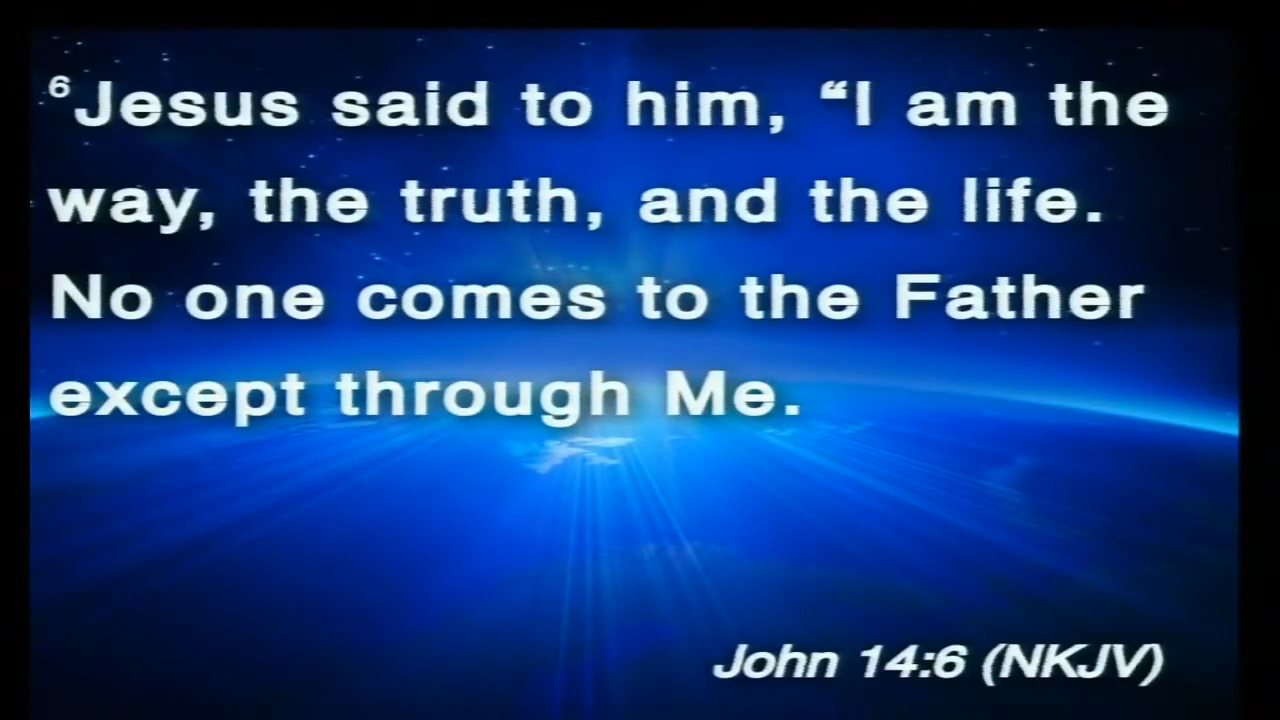 ⁶Jesus said to him, “I am the
way, the truth, and the life.
No one comes to the Father
except through Me.
John 14:6 (NKJV)